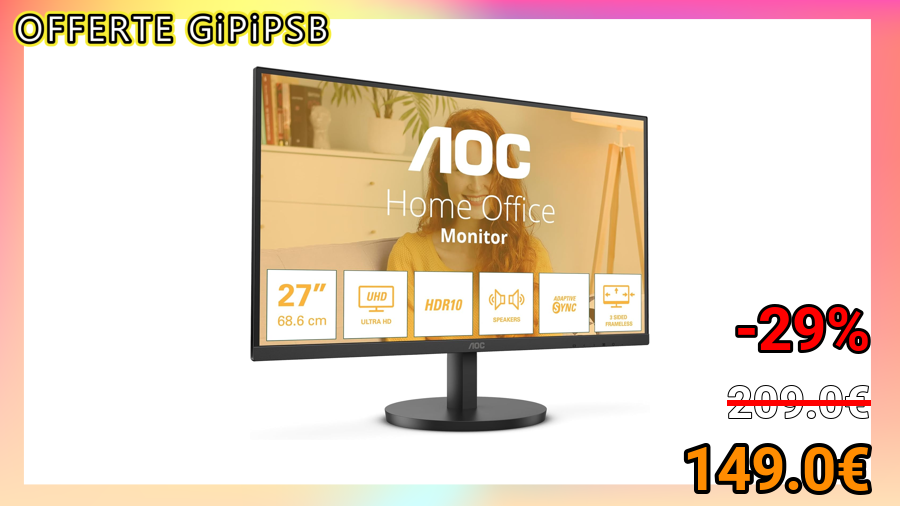 OFFERTE GiPiPSB
AOC
Home Office
Monitor
27”
68.6 cm
UHD
ULTRA HD
HDR10
SPEAKERS
ADAPTIVE
SYNC
3 SIDED
FRAMELESS
AOC
-29%
209.0€
149.0€